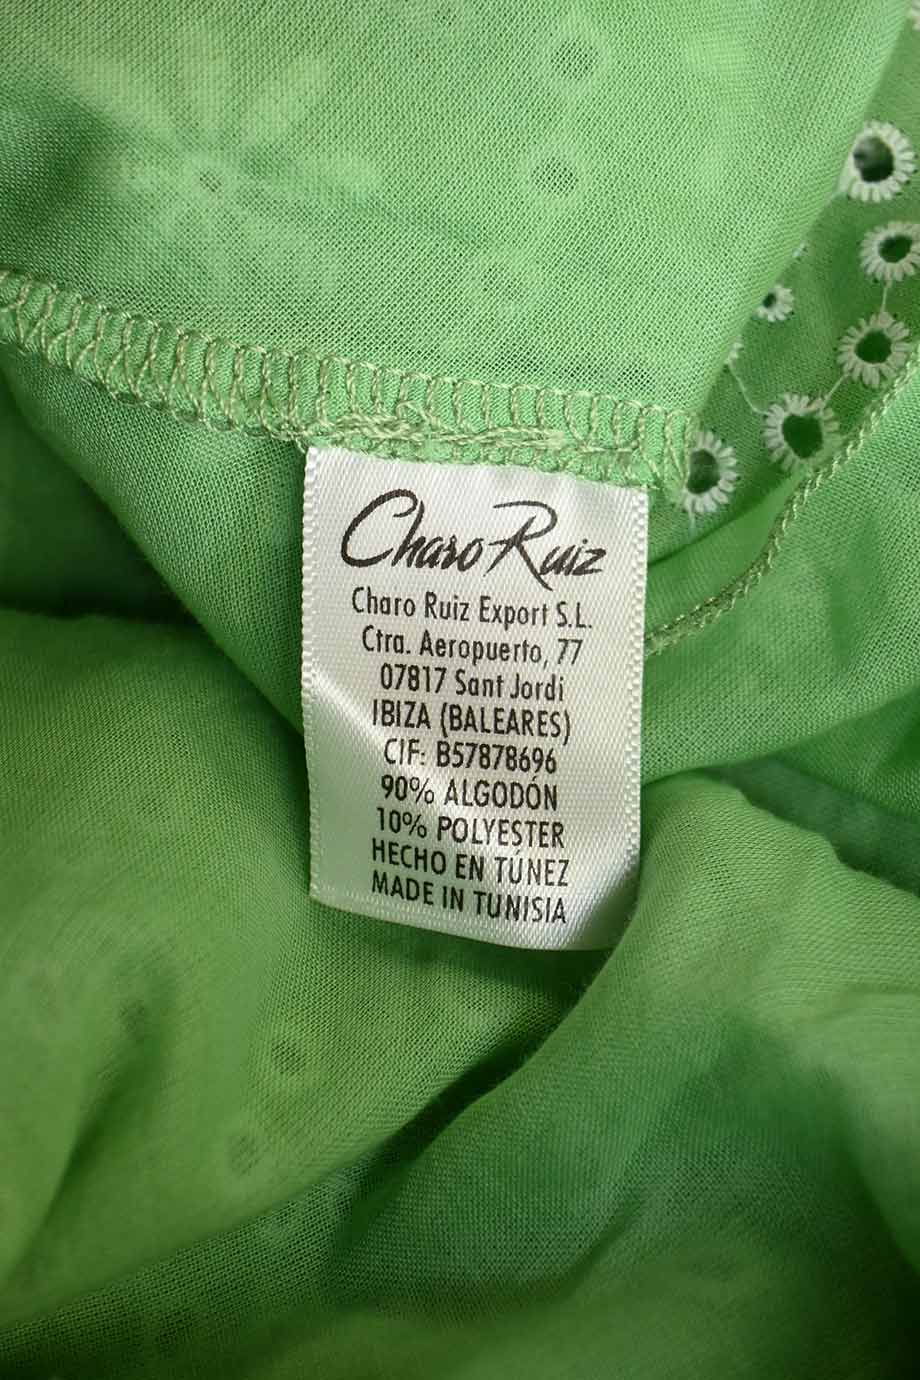 Charo Ruiz
Charo Ruiz Export S.L.
Ctra. Aeropuerto, 77
07817 Sant Jordi
IBIZA (BALEARES)
CIF: B57878696
90% ALGODÓN
10% POLYESTER
HECHO EN TÚNEZ
MADE IN TUNISIA